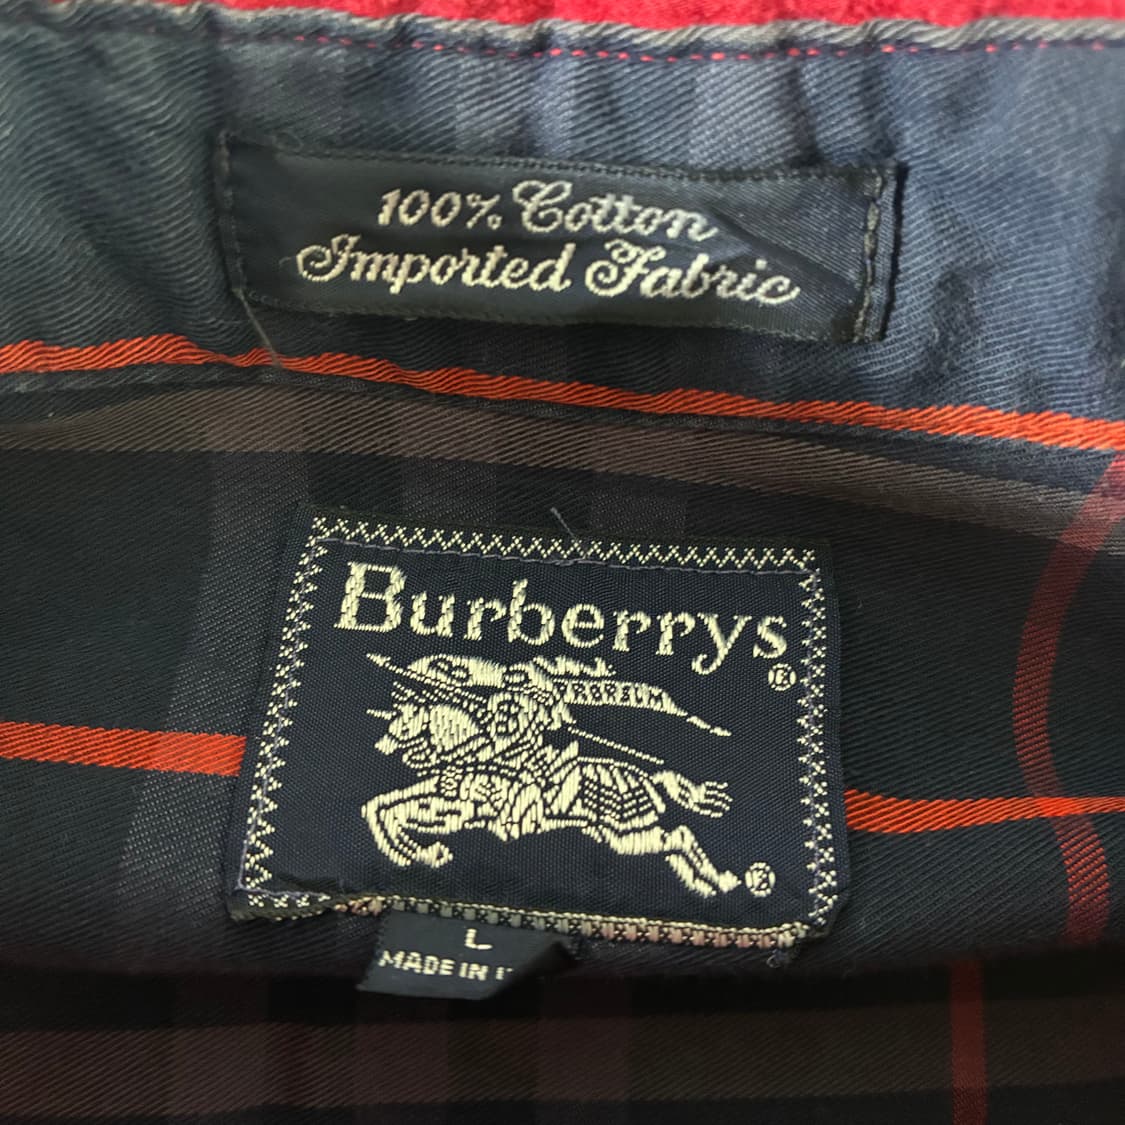 100% Cotton
Imported Fabric
Burberrys
®
®
L
MADE IN